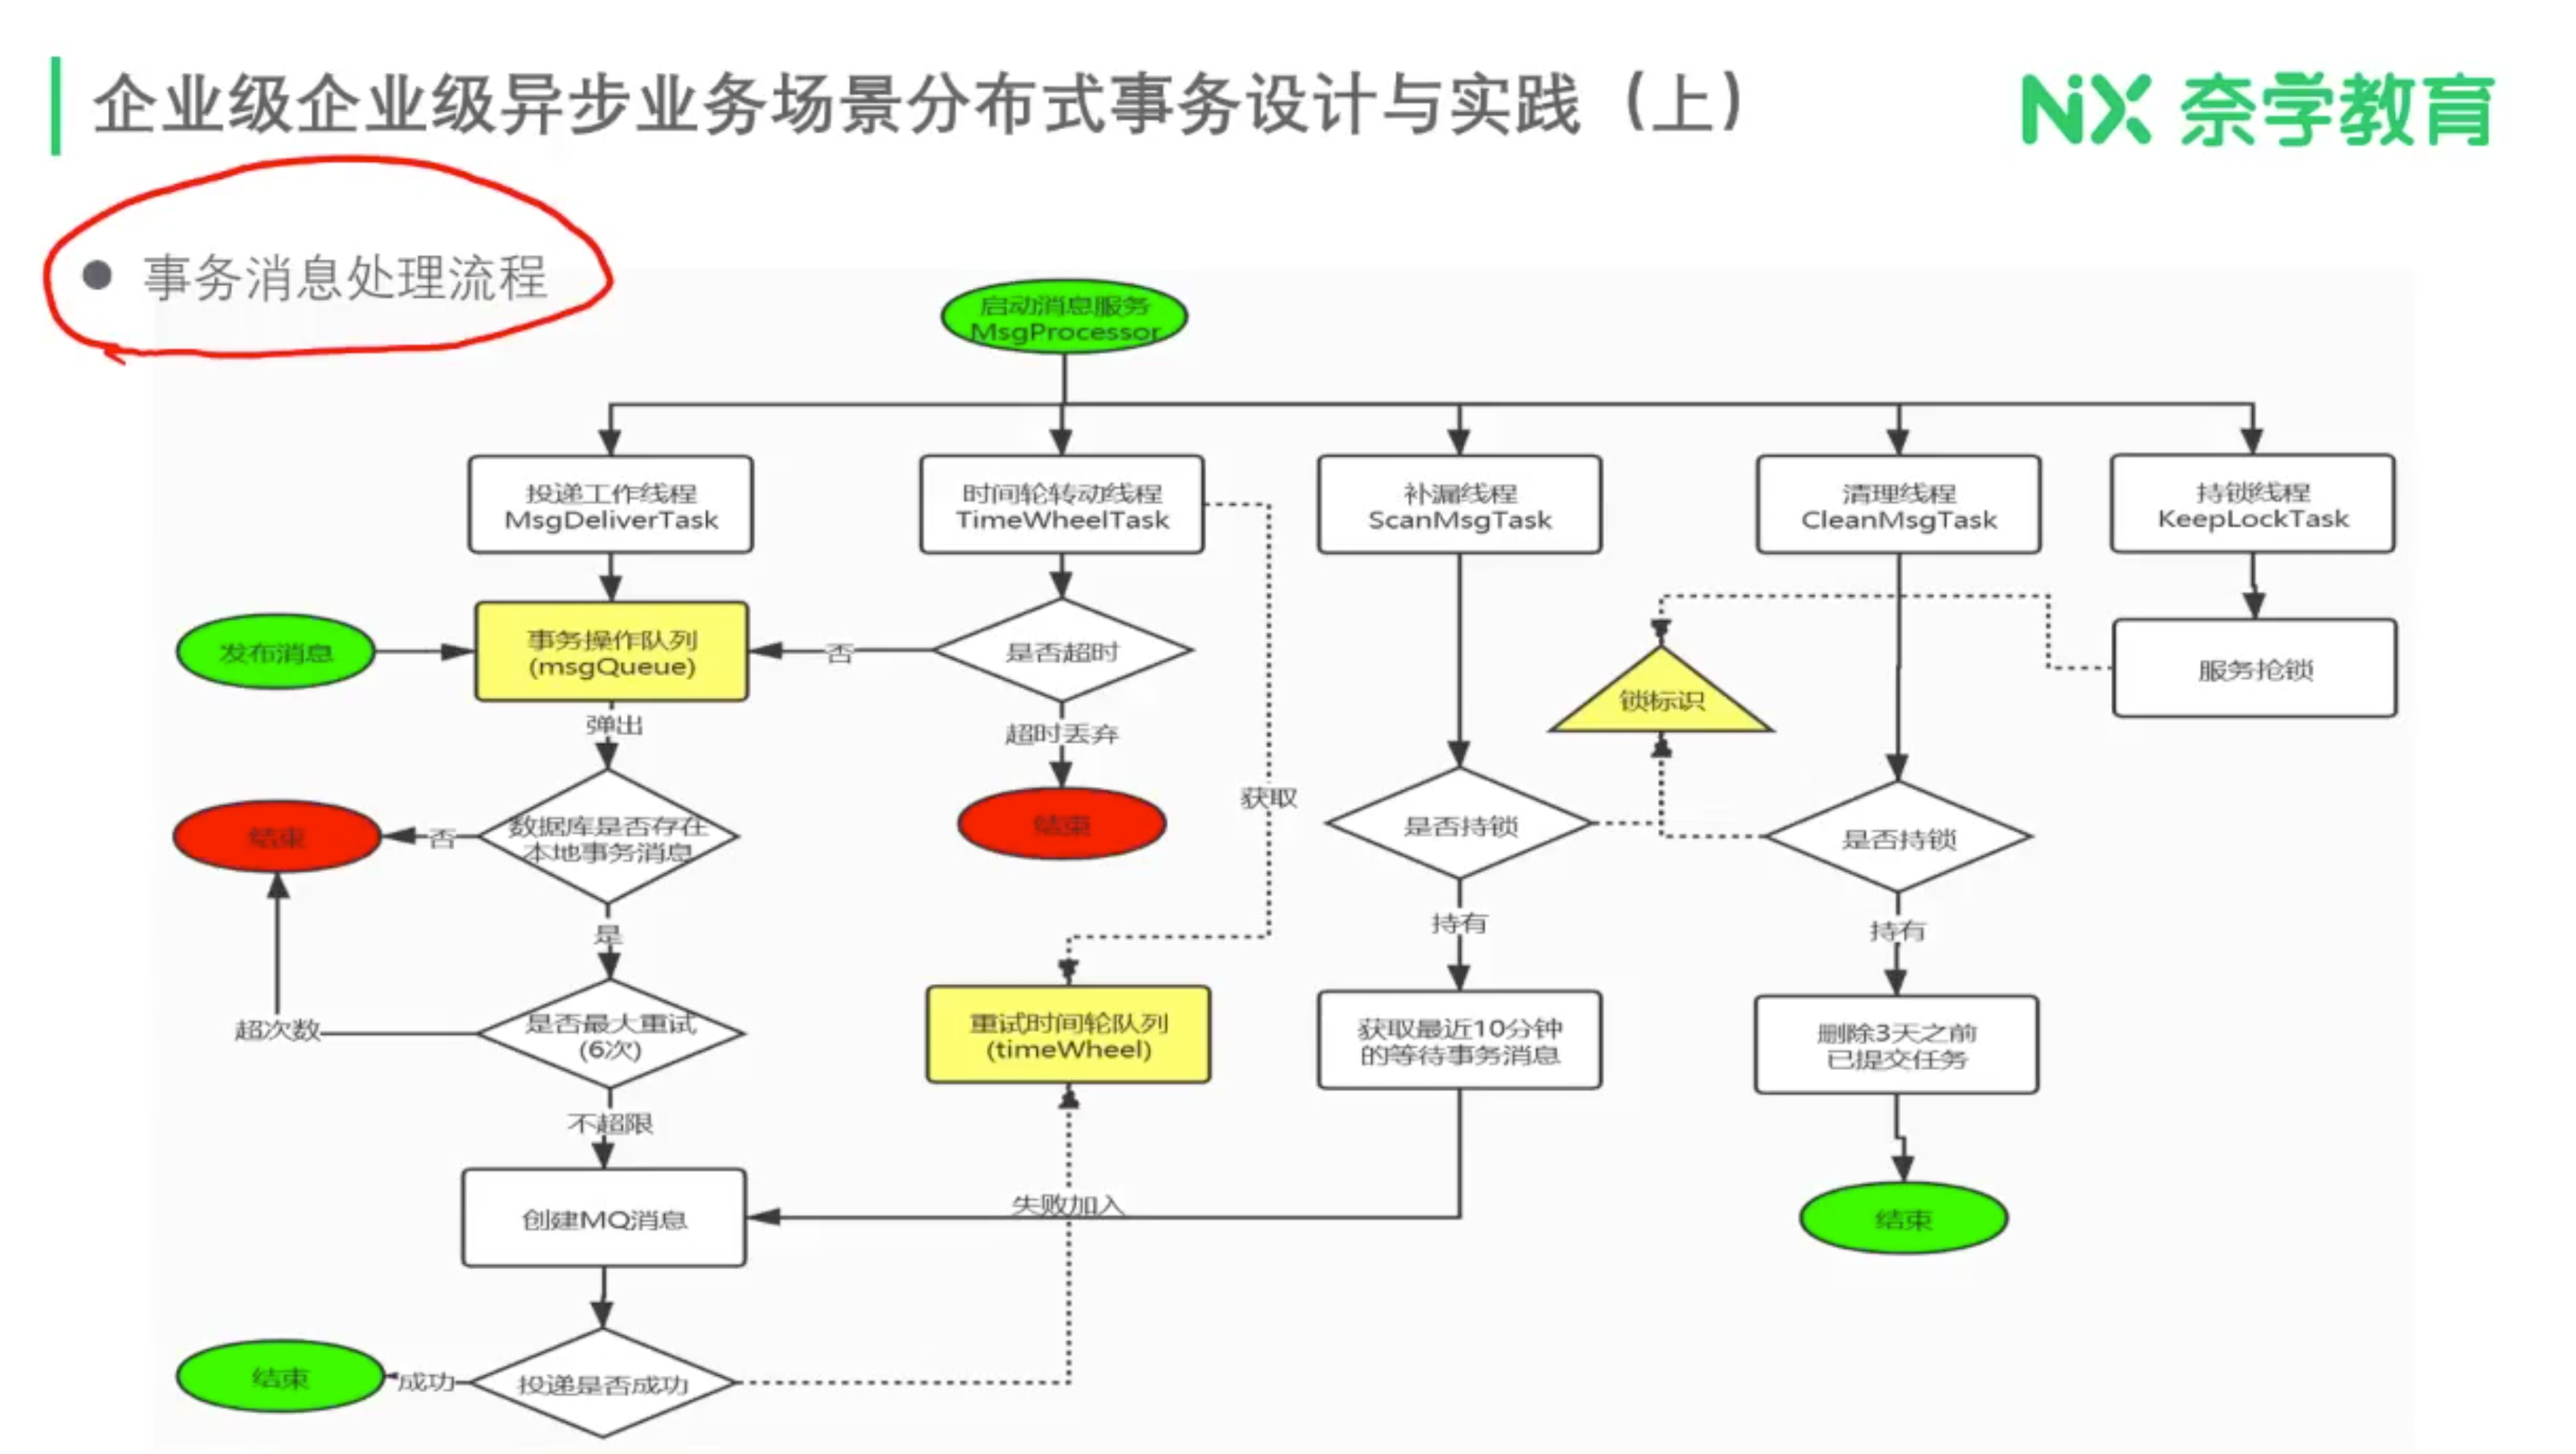 企业级企业级异步业务场景分布式事务设计与实践（上）
NiX 奈学教育
事务消息处理流程
启动消息服务
MsgProcessor
投递工作线程
MsgDeliverTask
时间轮转动线程
TimeWheelTask
补漏线程
ScanMsgTask
清理线程
CleanMsgTask
持锁线程
KeepLockTask
发布消息
事务操作队列
(msgQueue)
否
是否超时
锁标识
服务抢锁
弹出
超时丢弃
获取
结束
否
数据库是否存在
本地事务消息
结束
是否持锁
是否持锁
是
持有
持有
超次数
是否最大重试
(6次)
重试时间轮队列
(timeWheel)
获取最近10分钟
的等待事务消息
删除3天之前
已提交任务
不超限
创建MQ消息
失败加入
结束
结束
成功
投递是否成功